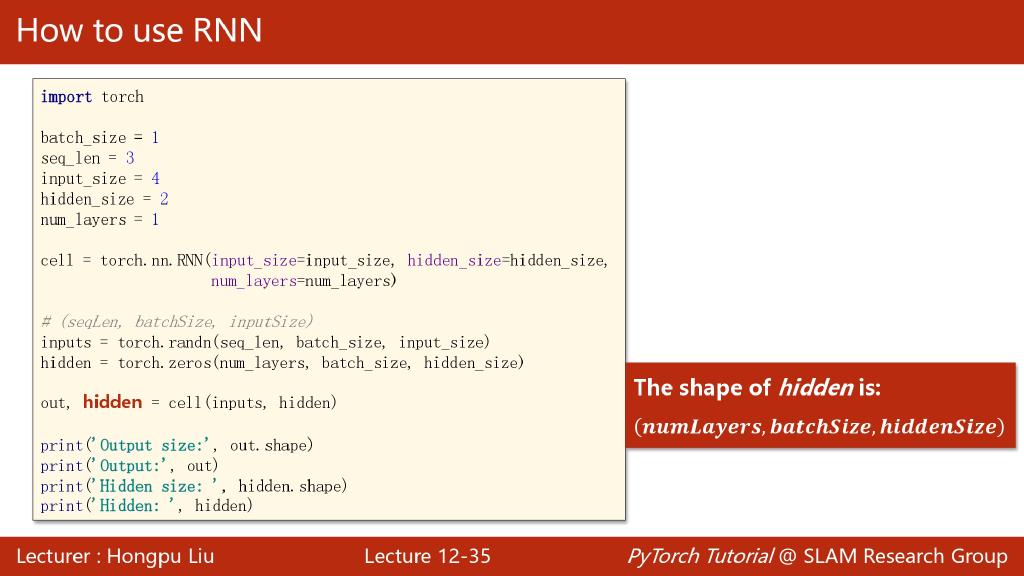 How to use RNN
import torch
batch_size = 1
seq_len = 3
input_size = 4
hidden_size = 2
num_layers = 1
cell = torch.nn.RNN(input_size=input_size, hidden_size=hidden_size,
num_layers=num_layers)
# (seqLen, batchSize, inputSize)
inputs = torch.randn(seq_len, batch_size, input_size)
hidden = torch.zeros(num_layers, batch_size, hidden_size)
out, hidden = cell(inputs, hidden)
print('Output size:', out.shape)
print('Output:', out)
print('Hidden size: ', hidden.shape)
print('Hidden: ', hidden)
The shape of hidden is:
(numLayers, batchSize, hiddenSize)
Lecturer : Hongpu Liu
Lecture 12-35
PyTorch Tutorial @ SLAM Research Group